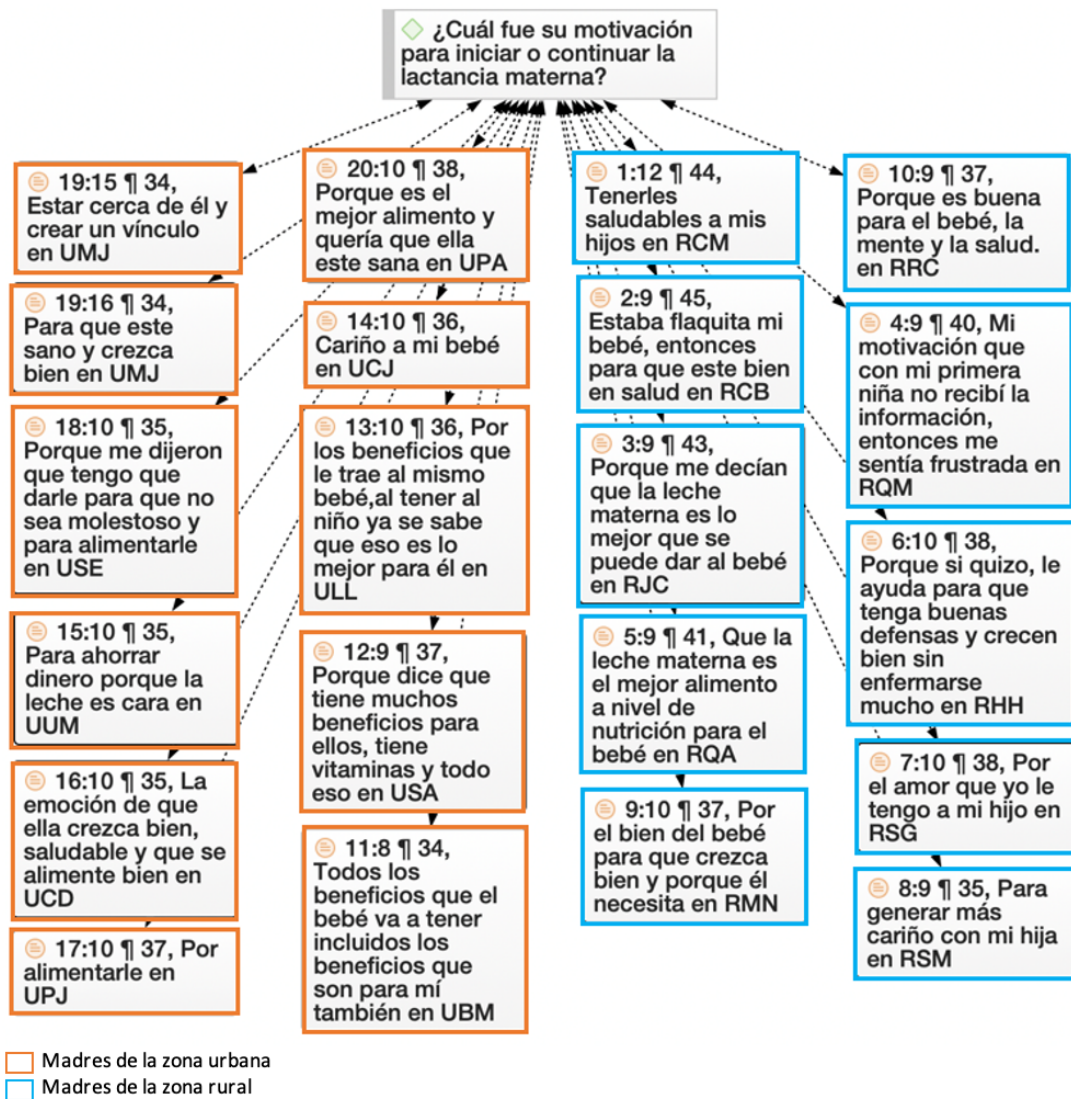 ¿Cuál fue su motivación
para iniciar o continuar la
lactancia materna?
19:15 ¶ 34,
Estar cerca de él y
crear un vínculo
en UMJ
19:16 ¶ 34,
Para que este
sano y crezca
bien en UMJ
18:10 ¶ 35,
Porque me dijeron
que tengo que
darle para que no
sea molestoso y
para alimentarle
en USE
15:10 ¶ 35,
Para ahorrar
dinero porque la
leche es cara en
UUM
16:10 ¶ 35, La
emoción de que
ella crezca bien,
saludable y que se
alimente bien en
UCD
17:10 ¶ 37, Por
alimentarle en
UPJ
20:10 ¶ 38,
Porque es el
mejor alimento y
quería que ella
este sana en UPA
14:10 ¶ 36,
Cariño a mi bebé
en UCJ
13:10 ¶ 36, Por
los beneficios que
le trae al mismo
bebé,al tener al
niño ya se sabe
que eso es lo
mejor para él en
ULL
12:9 ¶ 37,
Porque dice que
tiene muchos
beneficios para
ellos, tiene
vitaminas y todo
eso en USA
11:8 ¶ 34,
Todos los
beneficios que el
bebé va a tener
incluidos los
beneficios que
son para mí
también en UBM
1:12 ¶ 44,
Tenerles
saludables a mis
hijos en RCM
2:9 ¶ 45,
Estaba flaquita mi
bebé, entonces
para que este bien
en salud en RCB
3:9 ¶ 43,
Porque me decían
que la leche
materna es lo
mejor que se
puede dar al bebé
en RJC
5:9 ¶ 41, Que la
leche materna es
el mejor alimento
a nivel de
nutrición para el
bebé en RQA
9:10 ¶ 37, Por
el bien del bebé
para que crezca
bien y porque él
necesita en RMN
10:9 ¶ 37,
Porque es buena
para el bebé, la
mente y la salud.
en RRC
4:9 ¶ 40, Mi
motivación que
con mi primera
niña no recibí la
información,
entonces me
sentía frustrada en
RQM
6:10 ¶ 38,
Porque si quizo, le
ayuda para que
tenga buenas
defensas y crecen
bien sin
enfermarse
mucho en RHH
7:10 ¶ 38, Por
el amor que yo le
tengo a mi hijo en
RSG
8:9 ¶ 35, Para
generar más
cariño con mi hija
en RSM
Madres de la zona urbana
Madres de la zona rural